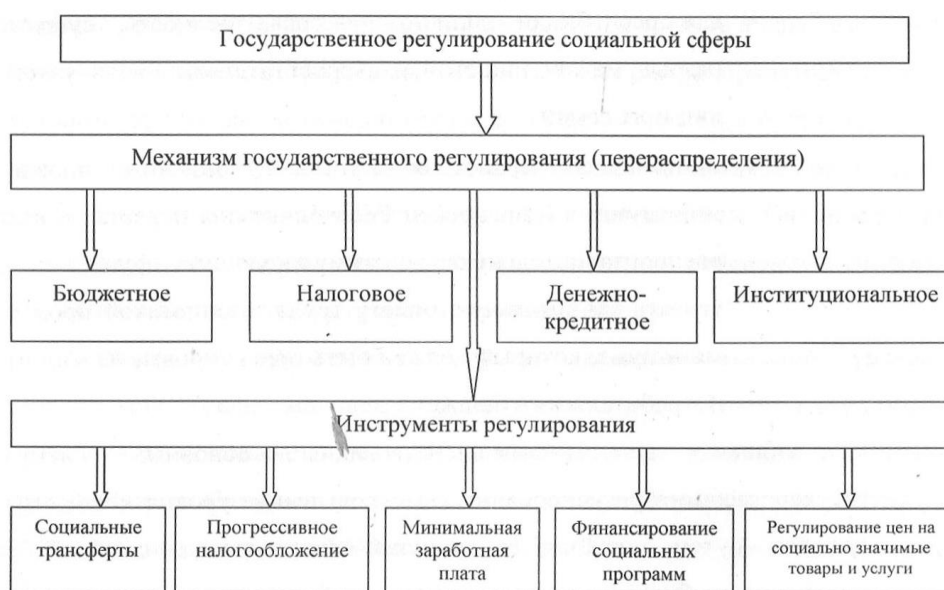 Государственное регулирование социальной сферы
Механизм государственного регулирования (перераспределения)
Бюджетное
Налоговое
Денежно-
кредитное
Институциональное
Инструменты регулирования
Социальные
трансферты
Прогрессивное
налогообложение
Минимальная
заработная
плата
Финансирование
социальных
программ
Регулирование цен на
социально значимые
товары и услуги